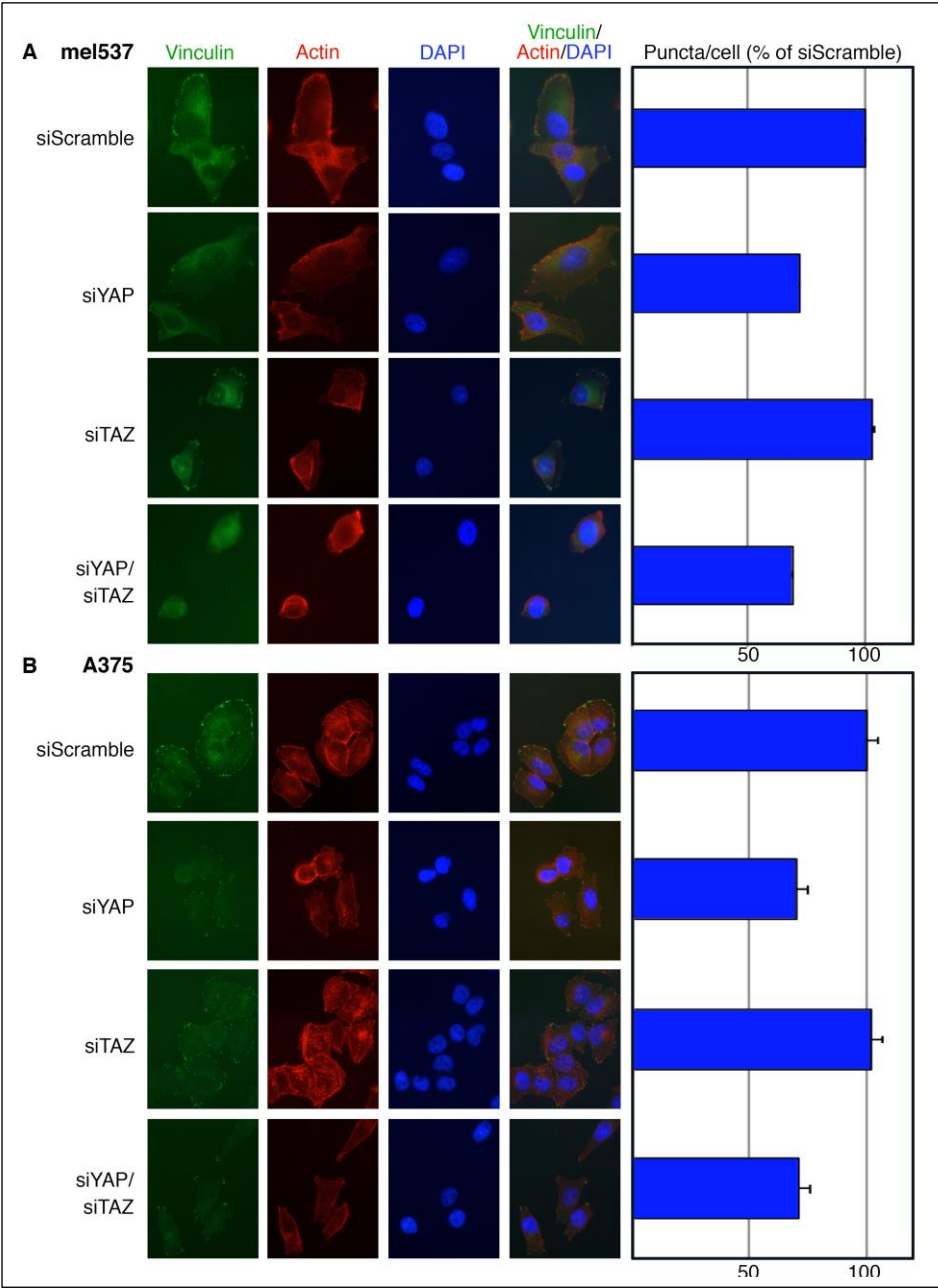 A mel537 Vinculin Actin DAPI Vinculin/
Actin/DAPI Puncta/cell (% of siScramble)
siScramble
siYAP
siTAZ
siYAP/
siTAZ
50 100
B A375
siScramble
siYAP
siTAZ
siYAP/
siTAZ
50 100